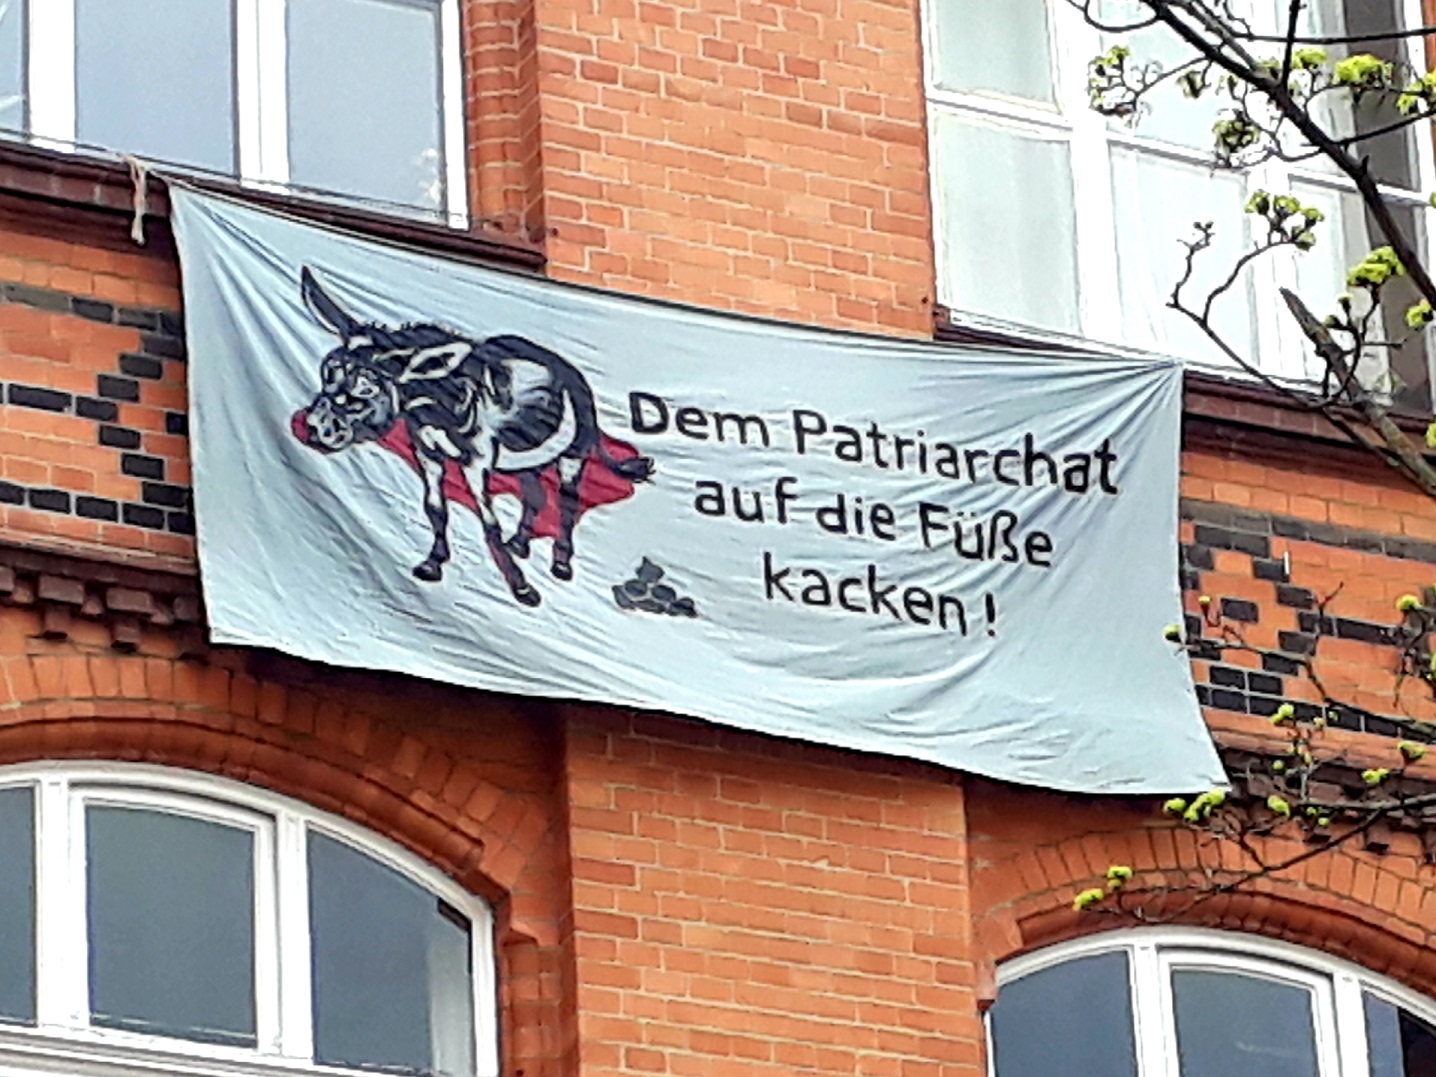 Dem Patriarchat
auf die Füße
kacken!